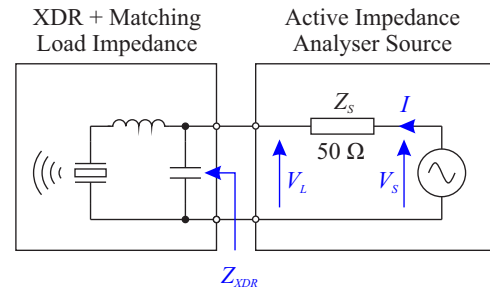 XDR + Matching
Load Impedance
Active Impedance
Analyser Source
Z_S
I
50 Ω
V_L
V_S
Z_XDR